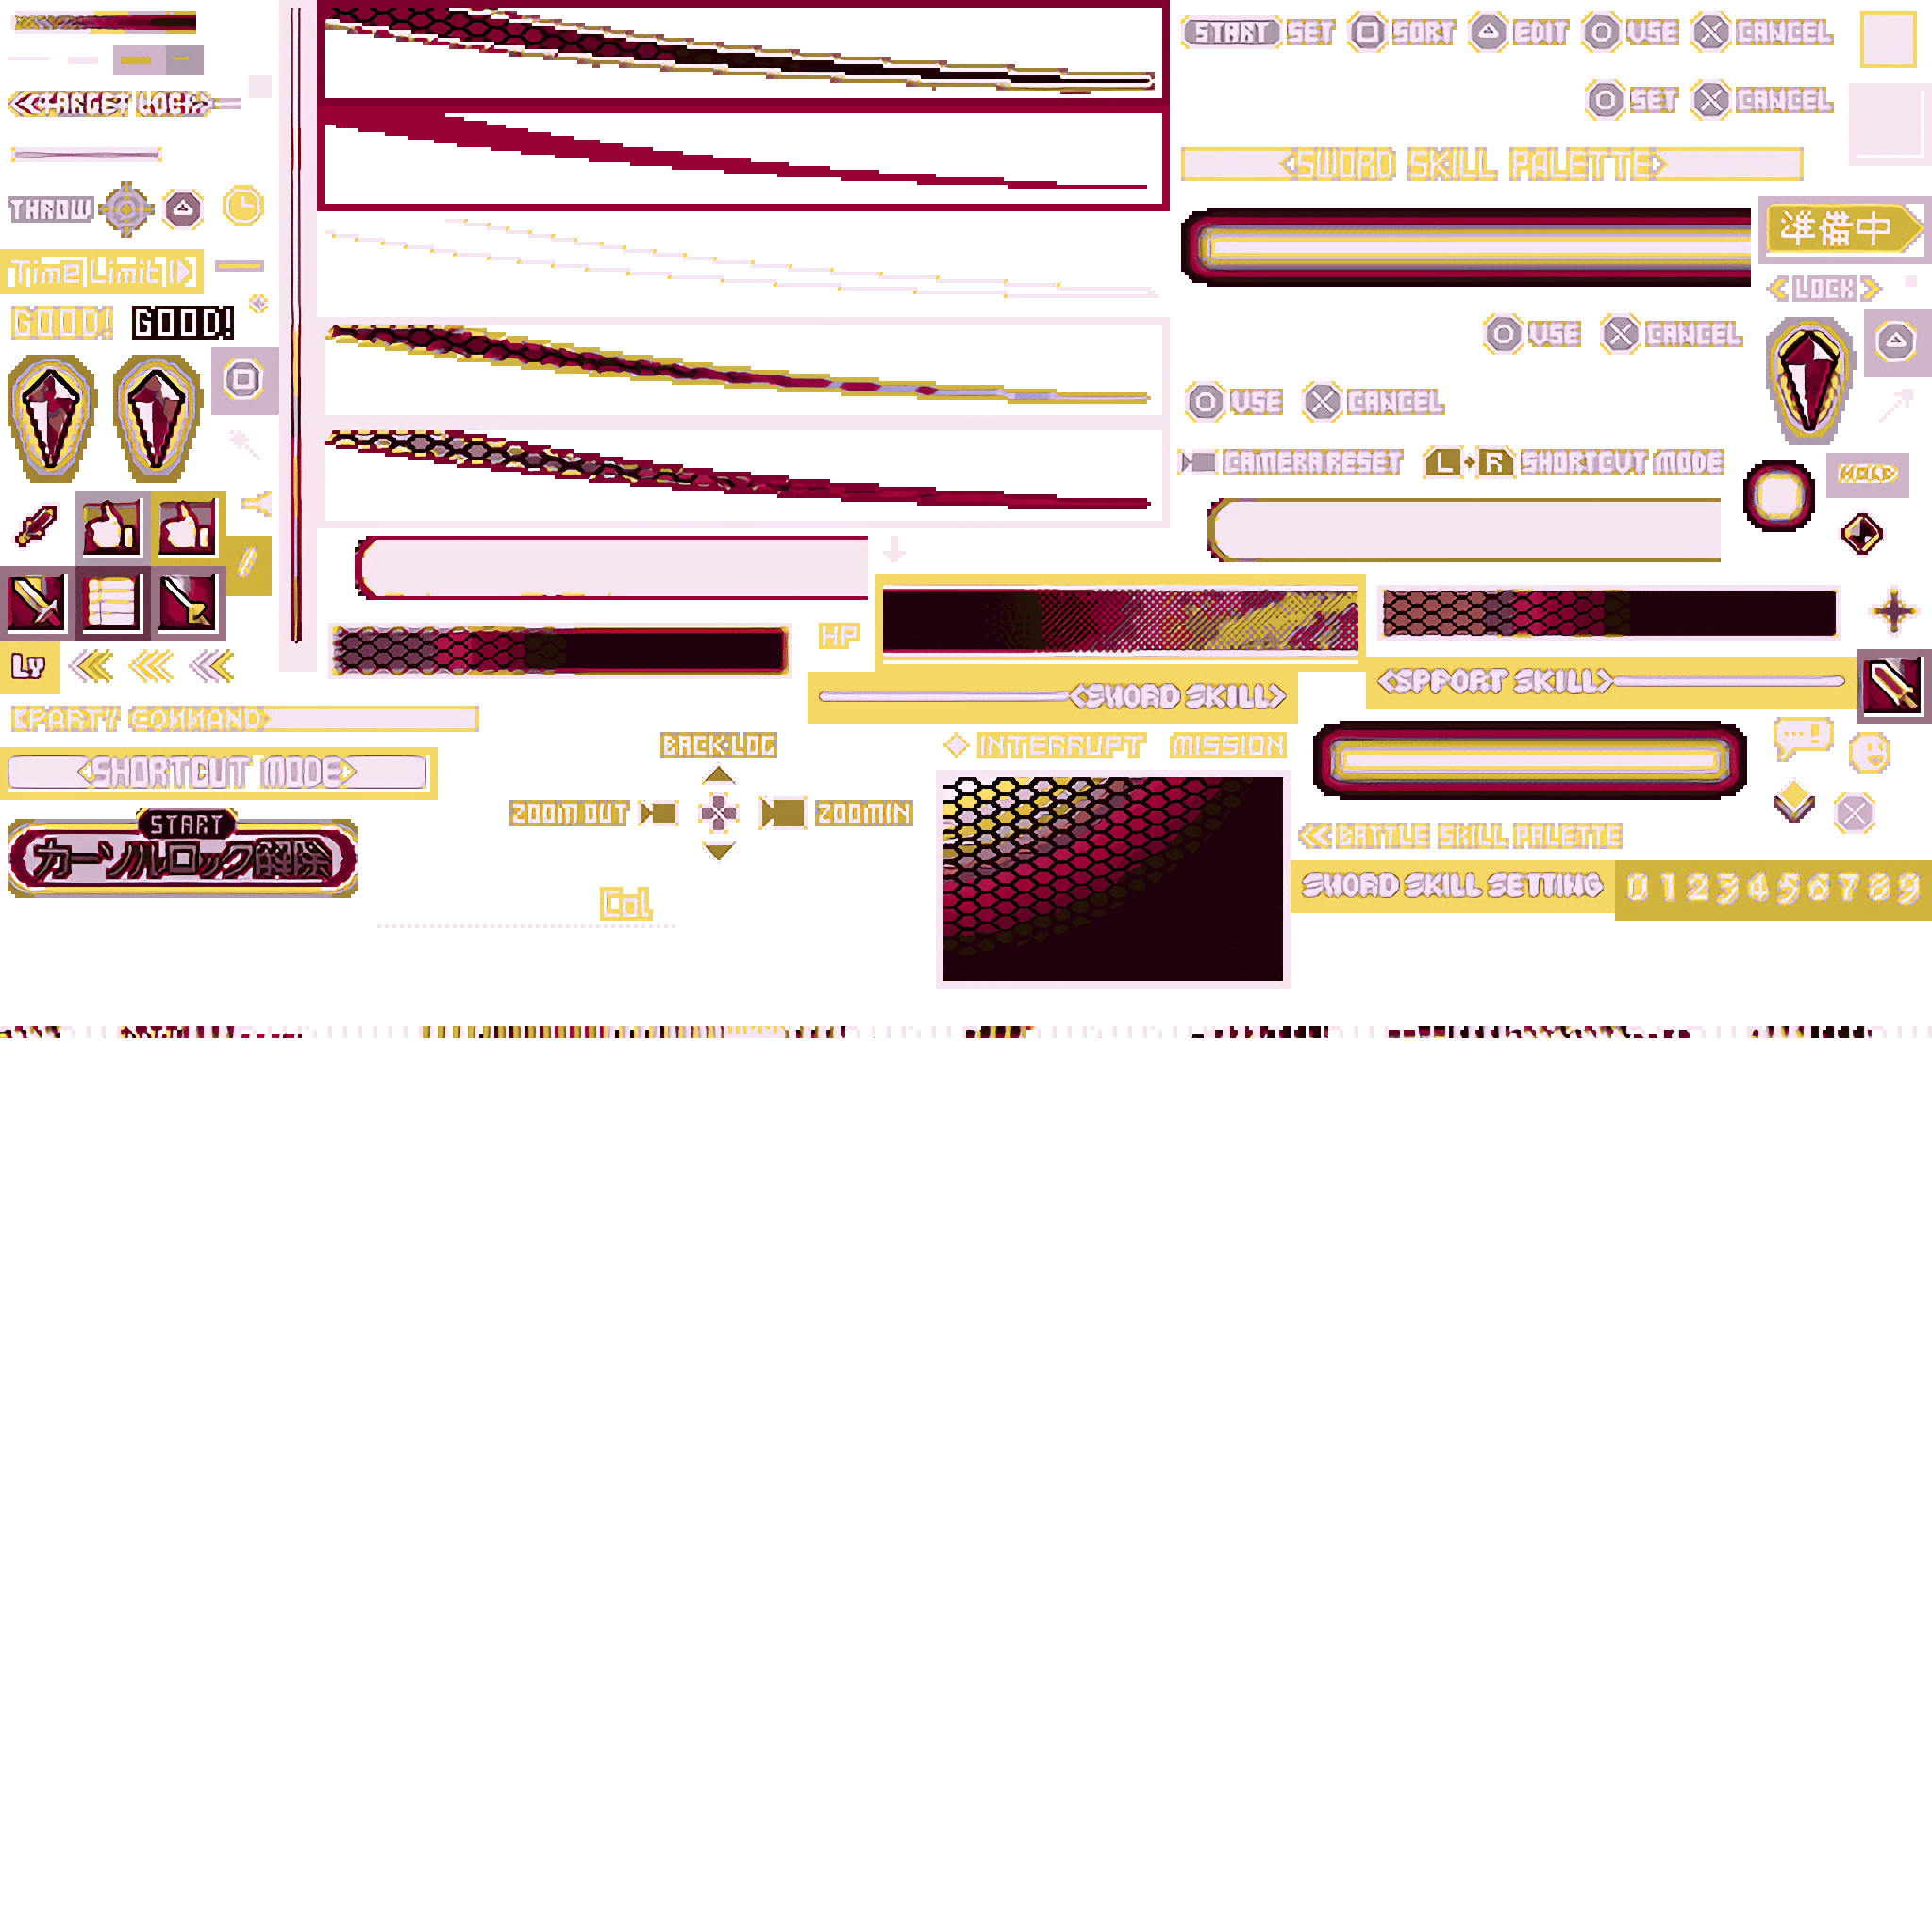 START SET SORT EDIT USE CANCEL
SET CANCEL
<<TARGET LOCK>>
<SWORD SKILL PALETTE>
THROW
準備中
Time Limit
<LOCK>
GOOD! GOOD!
USE CANCEL
USE CANCEL
CAMERA RESET L+R SHORTCUT MODE
HOLD
HP
Lv
<SWORD SKILL>
<SPPORT SKILL>
<PARTY COMMAND>
BACK-LOG
INTERRUPT MISSION
<SHORTCUT MODE>
ZOOM OUT ZOOM IN
START
カーソルロック解除
<<BATTLE SKILL PALETTE
SWORD SKILL SETTING 0 1 2 3 4 5 6 7 8 9
Col